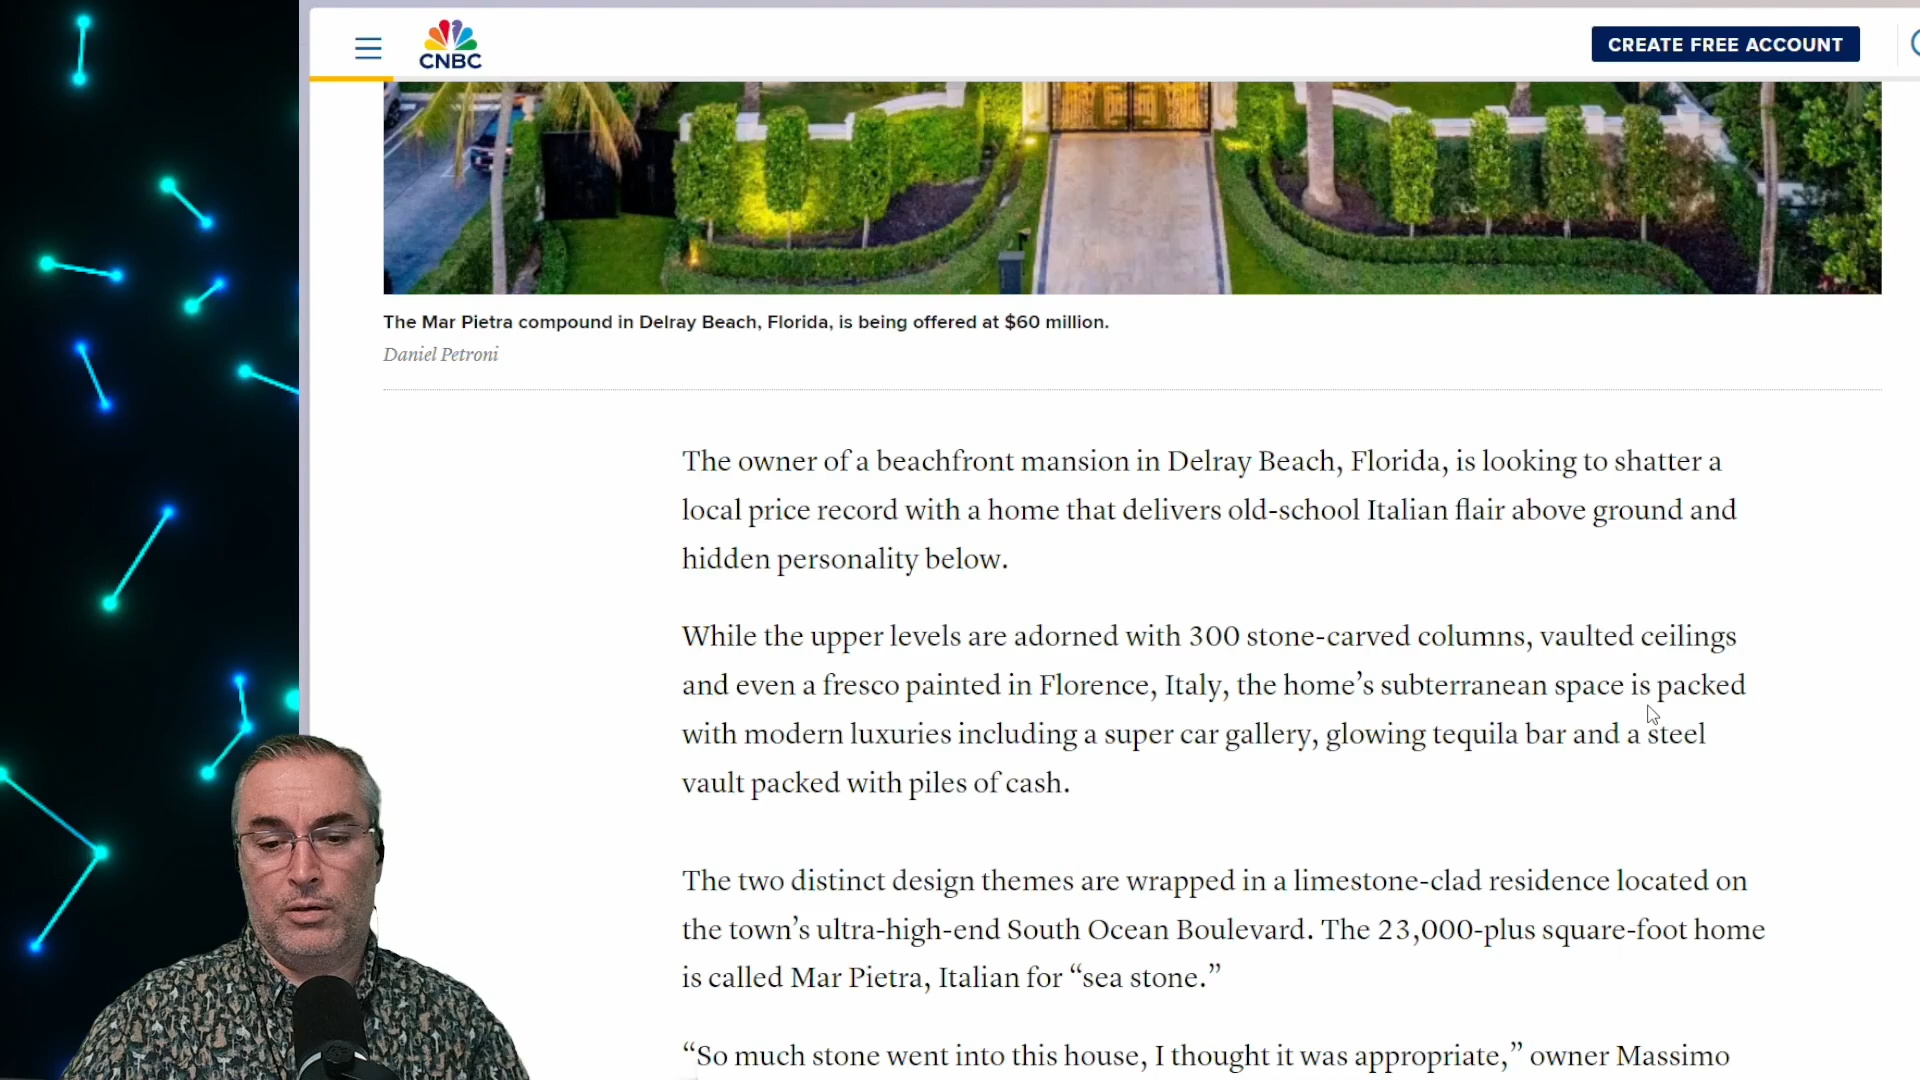 CNBC
CREATE FREE ACCOUNT
The Mar Pietra compound in Delray Beach, Florida, is being offered at $60 million.
Daniel Petroni
The owner of a beachfront mansion in Delray Beach, Florida, is looking to shatter a
local price record with a home that delivers old-school Italian flair above ground and
hidden personality below.
While the upper levels are adorned with 300 stone-carved columns, vaulted ceilings
and even a fresco painted in Florence, Italy, the home’s subterranean space is packed
with modern luxuries including a super car gallery, glowing tequila bar and a steel
vault packed with piles of cash.
The two distinct design themes are wrapped in a limestone-clad residence located on
the town’s ultra-high-end South Ocean Boulevard. The 23,000-plus square-foot home
is called Mar Pietra, Italian for “sea stone.”
“So much stone went into this house, I thought it was appropriate,” owner Massimo